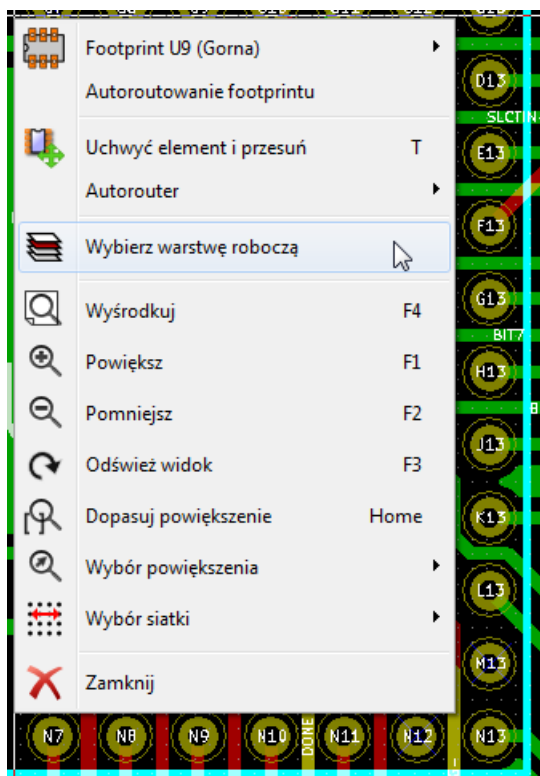 Footprint U9 (Gorna)
Autoroutowanie footprintu
Uchwyć element i przesuń T
Autorouter
Wybierz warstwę roboczą
Wyśrodkuj F4
Powiększ F1
Pomniejsz F2
Odśwież widok F3
Dopasuj powiększenie Home
Wybór powiększenia
Wybór siatki
Zamknij
D13
SLCTIN
E13
F13
G13
BIT7
H13
J13
K13
L13
M13
N7
N8
N9
N10
DONE
N11
N12
N13